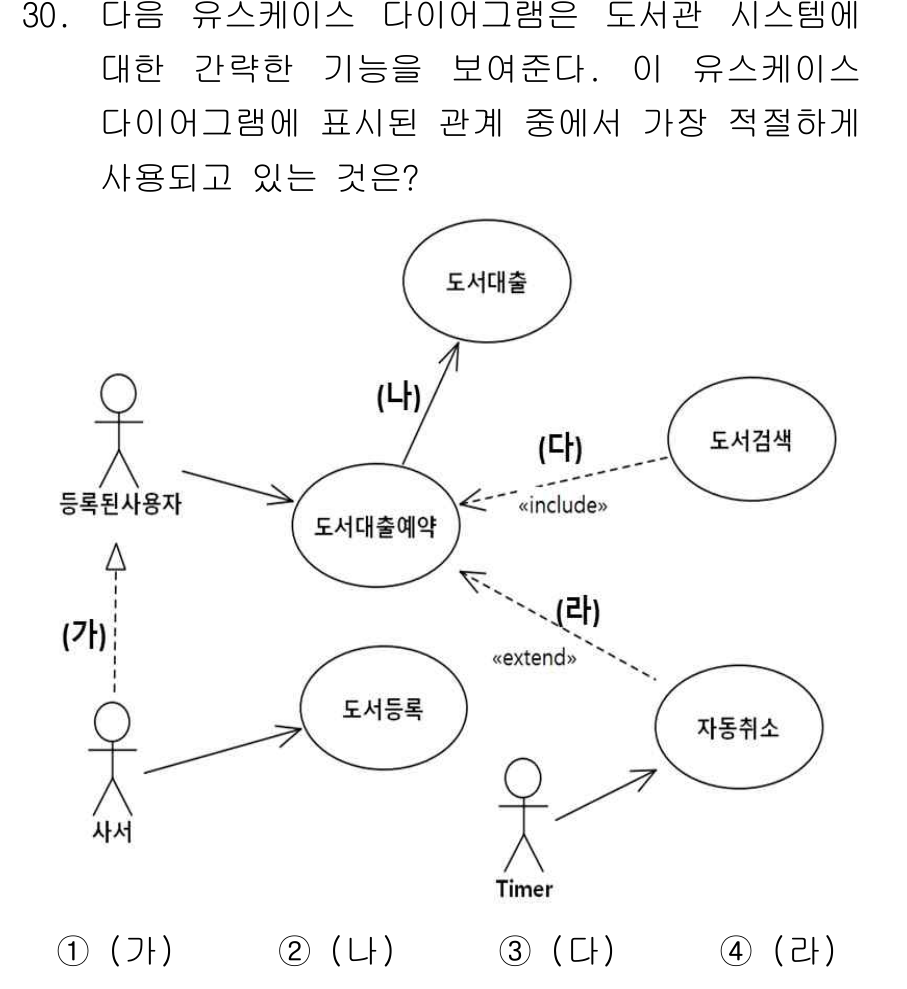 30. 다음 유스케이스 다이어그램은 도서관 시스템에
대한 간략한 기능을 보여준다. 이 유스케이스
다이어그램에 표시된 관계 중에서 가장 적절하게
사용되고 있는 것은?
도서대출
(나)
도서검색
(다)
등록된사용자
«include»
도서대출예약
(라)
(가)
«extend»
도서등록
자동취소
사서
Timer
① (가) ② (나) ③ (다) ④ (라)